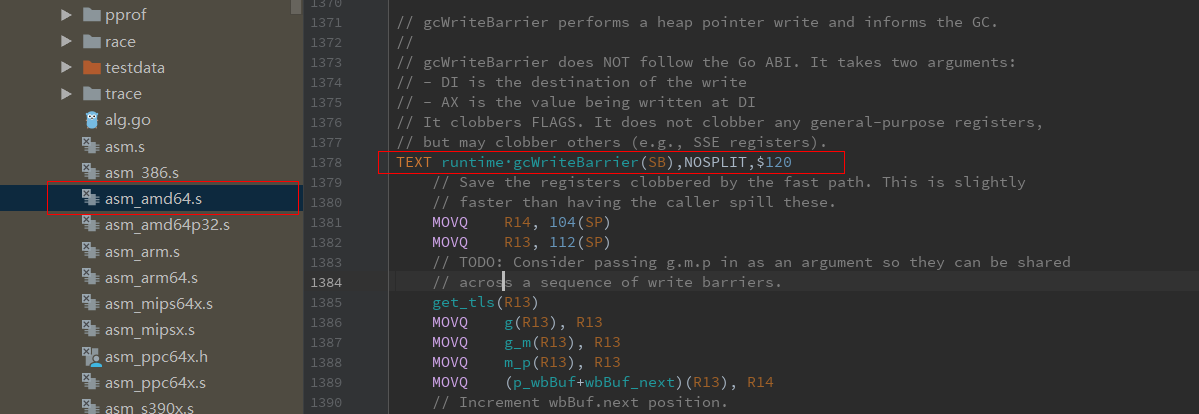 pprof
race
testdata
trace
alg.go
asm.s
asm_386.s
asm_amd64.s
asm_amd64p32.s
asm_arm.s
asm_arm64.s
asm_mips64x.s
asm_mipsx.s
asm_ppc64x.h
asm_ppc64x.s
asm_s390x.s
1370
1371 // gcWriteBarrier performs a heap pointer write and informs the GC.
1372 //
1373 // gcWriteBarrier does NOT follow the Go ABI. It takes two arguments:
1374 // - DI is the destination of the write
1375 // - AX is the value being written at DI
1376 // It clobbers FLAGS. It does not clobber any general-purpose registers,
1377 // but may clobber others (e.g., SSE registers).
1378 TEXT runtime·gcWriteBarrier(SB),NOSPLIT,$120
1379 // Save the registers clobbered by the fast path. This is slightly
1380 // faster than having the caller spill these.
1381 MOVQ R14, 104(SP)
1382 MOVQ R13, 112(SP)
1383 // TODO: Consider passing g.m.p in as an argument so they can be shared
1384 // across a sequence of write barriers.
1385 get_tls(R13)
1386 MOVQ g(R13), R13
1387 MOVQ g_m(R13), R13
1388 MOVQ m_p(R13), R13
1389 MOVQ (p_wbBuf+wbBuf_next)(R13), R14
1390 // Increment wbBuf.next position.